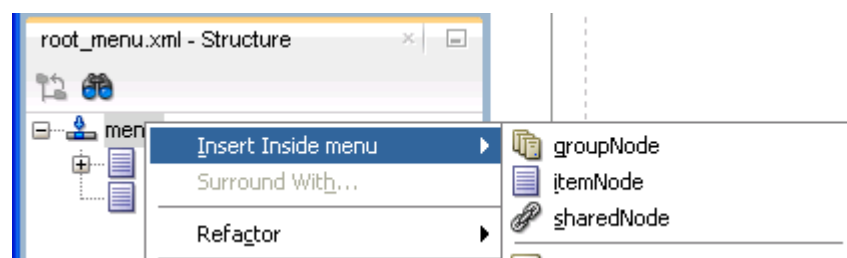 root_menu.xml - Structure
men
Insert Inside menu
groupNode
Surround With...
itemNode
sharedNode
Refactor